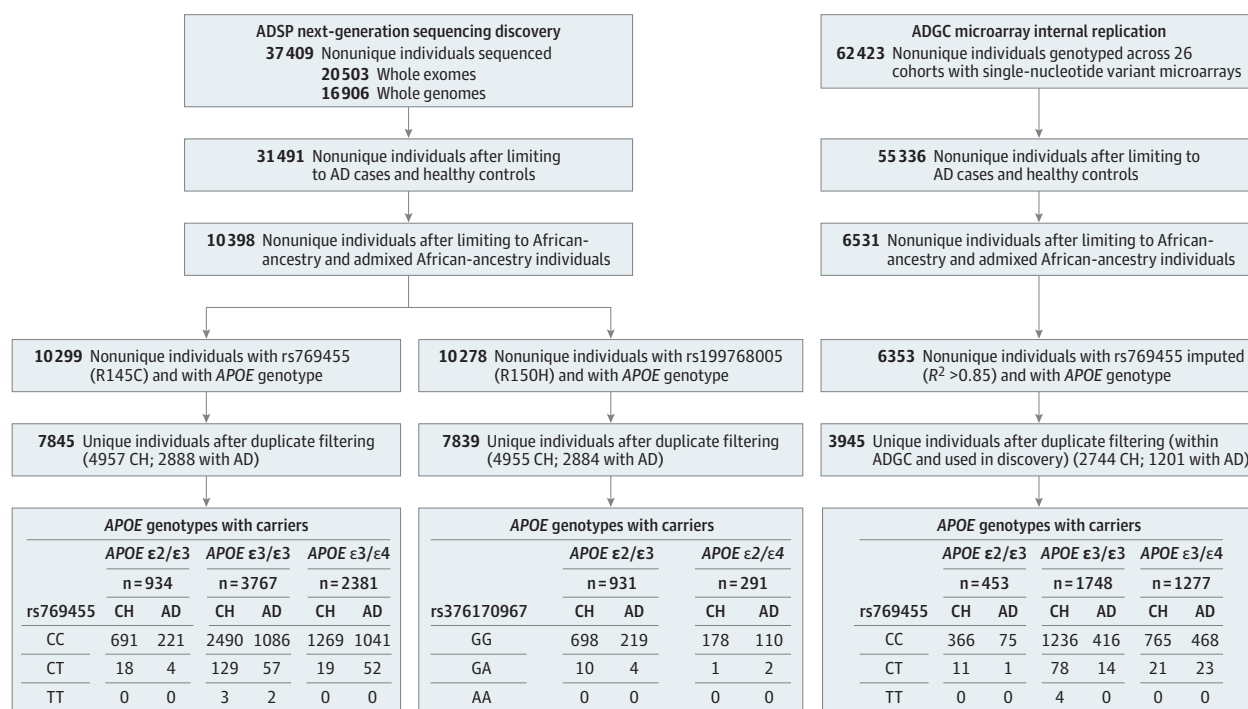 ADSP next-generation sequencing discovery
37409 Nonunique individuals sequenced
20503 Whole exomes
16906 Whole genomes
31491 Nonunique individuals after limiting
to AD cases and healthy controls
10398 Nonunique individuals after limiting to African-
ancestry and admixed African-ancestry individuals
10299 Nonunique individuals with rs769455
(R145C) and with APOE genotype
7845 Unique individuals after duplicate filtering
(4957 CH; 2888 with AD)
APOE genotypes with carriers
APOE ε2/ε3 APOE ε3/ε3 APOE ε3/ε4
n=934 n=3767 n=2381
rs769455 CH AD CH AD CH AD
CC 691 221 2490 1086 1269 1041
CT 18 4 129 57 19 52
TT 0 0 3 2 0 0
10278 Nonunique individuals with rs199768005
(R150H) and with APOE genotype
7839 Unique individuals after duplicate filtering
(4955 CH; 2884 with AD)
APOE genotypes with carriers
APOE ε2/ε3 APOE ε2/ε4
n=931 n=291
rs376170967 CH AD CH AD
GG 698 219 178 110
GA 10 4 1 2
AA 0 0 0 0
ADGC microarray internal replication
62423 Nonunique individuals genotyped across 26
cohorts with single-nucleotide variant microarrays
55336 Nonunique individuals after limiting to
AD cases and healthy controls
6531 Nonunique individuals after limiting to African-
ancestry and admixed African-ancestry individuals
6353 Nonunique individuals with rs769455 imputed
(R² >0.85) and with APOE genotype
3945 Unique individuals after duplicate filtering (within
ADGC and used in discovery) (2744 CH; 1201 with AD)
APOE genotypes with carriers
APOE ε2/ε3 APOE ε3/ε3 APOE ε3/ε4
n=453 n=1748 n=1277
rs769455 CH AD CH AD CH AD
CC 366 75 1236 416 765 468
CT 11 1 78 14 21 23
TT 0 0 4 0 0 0